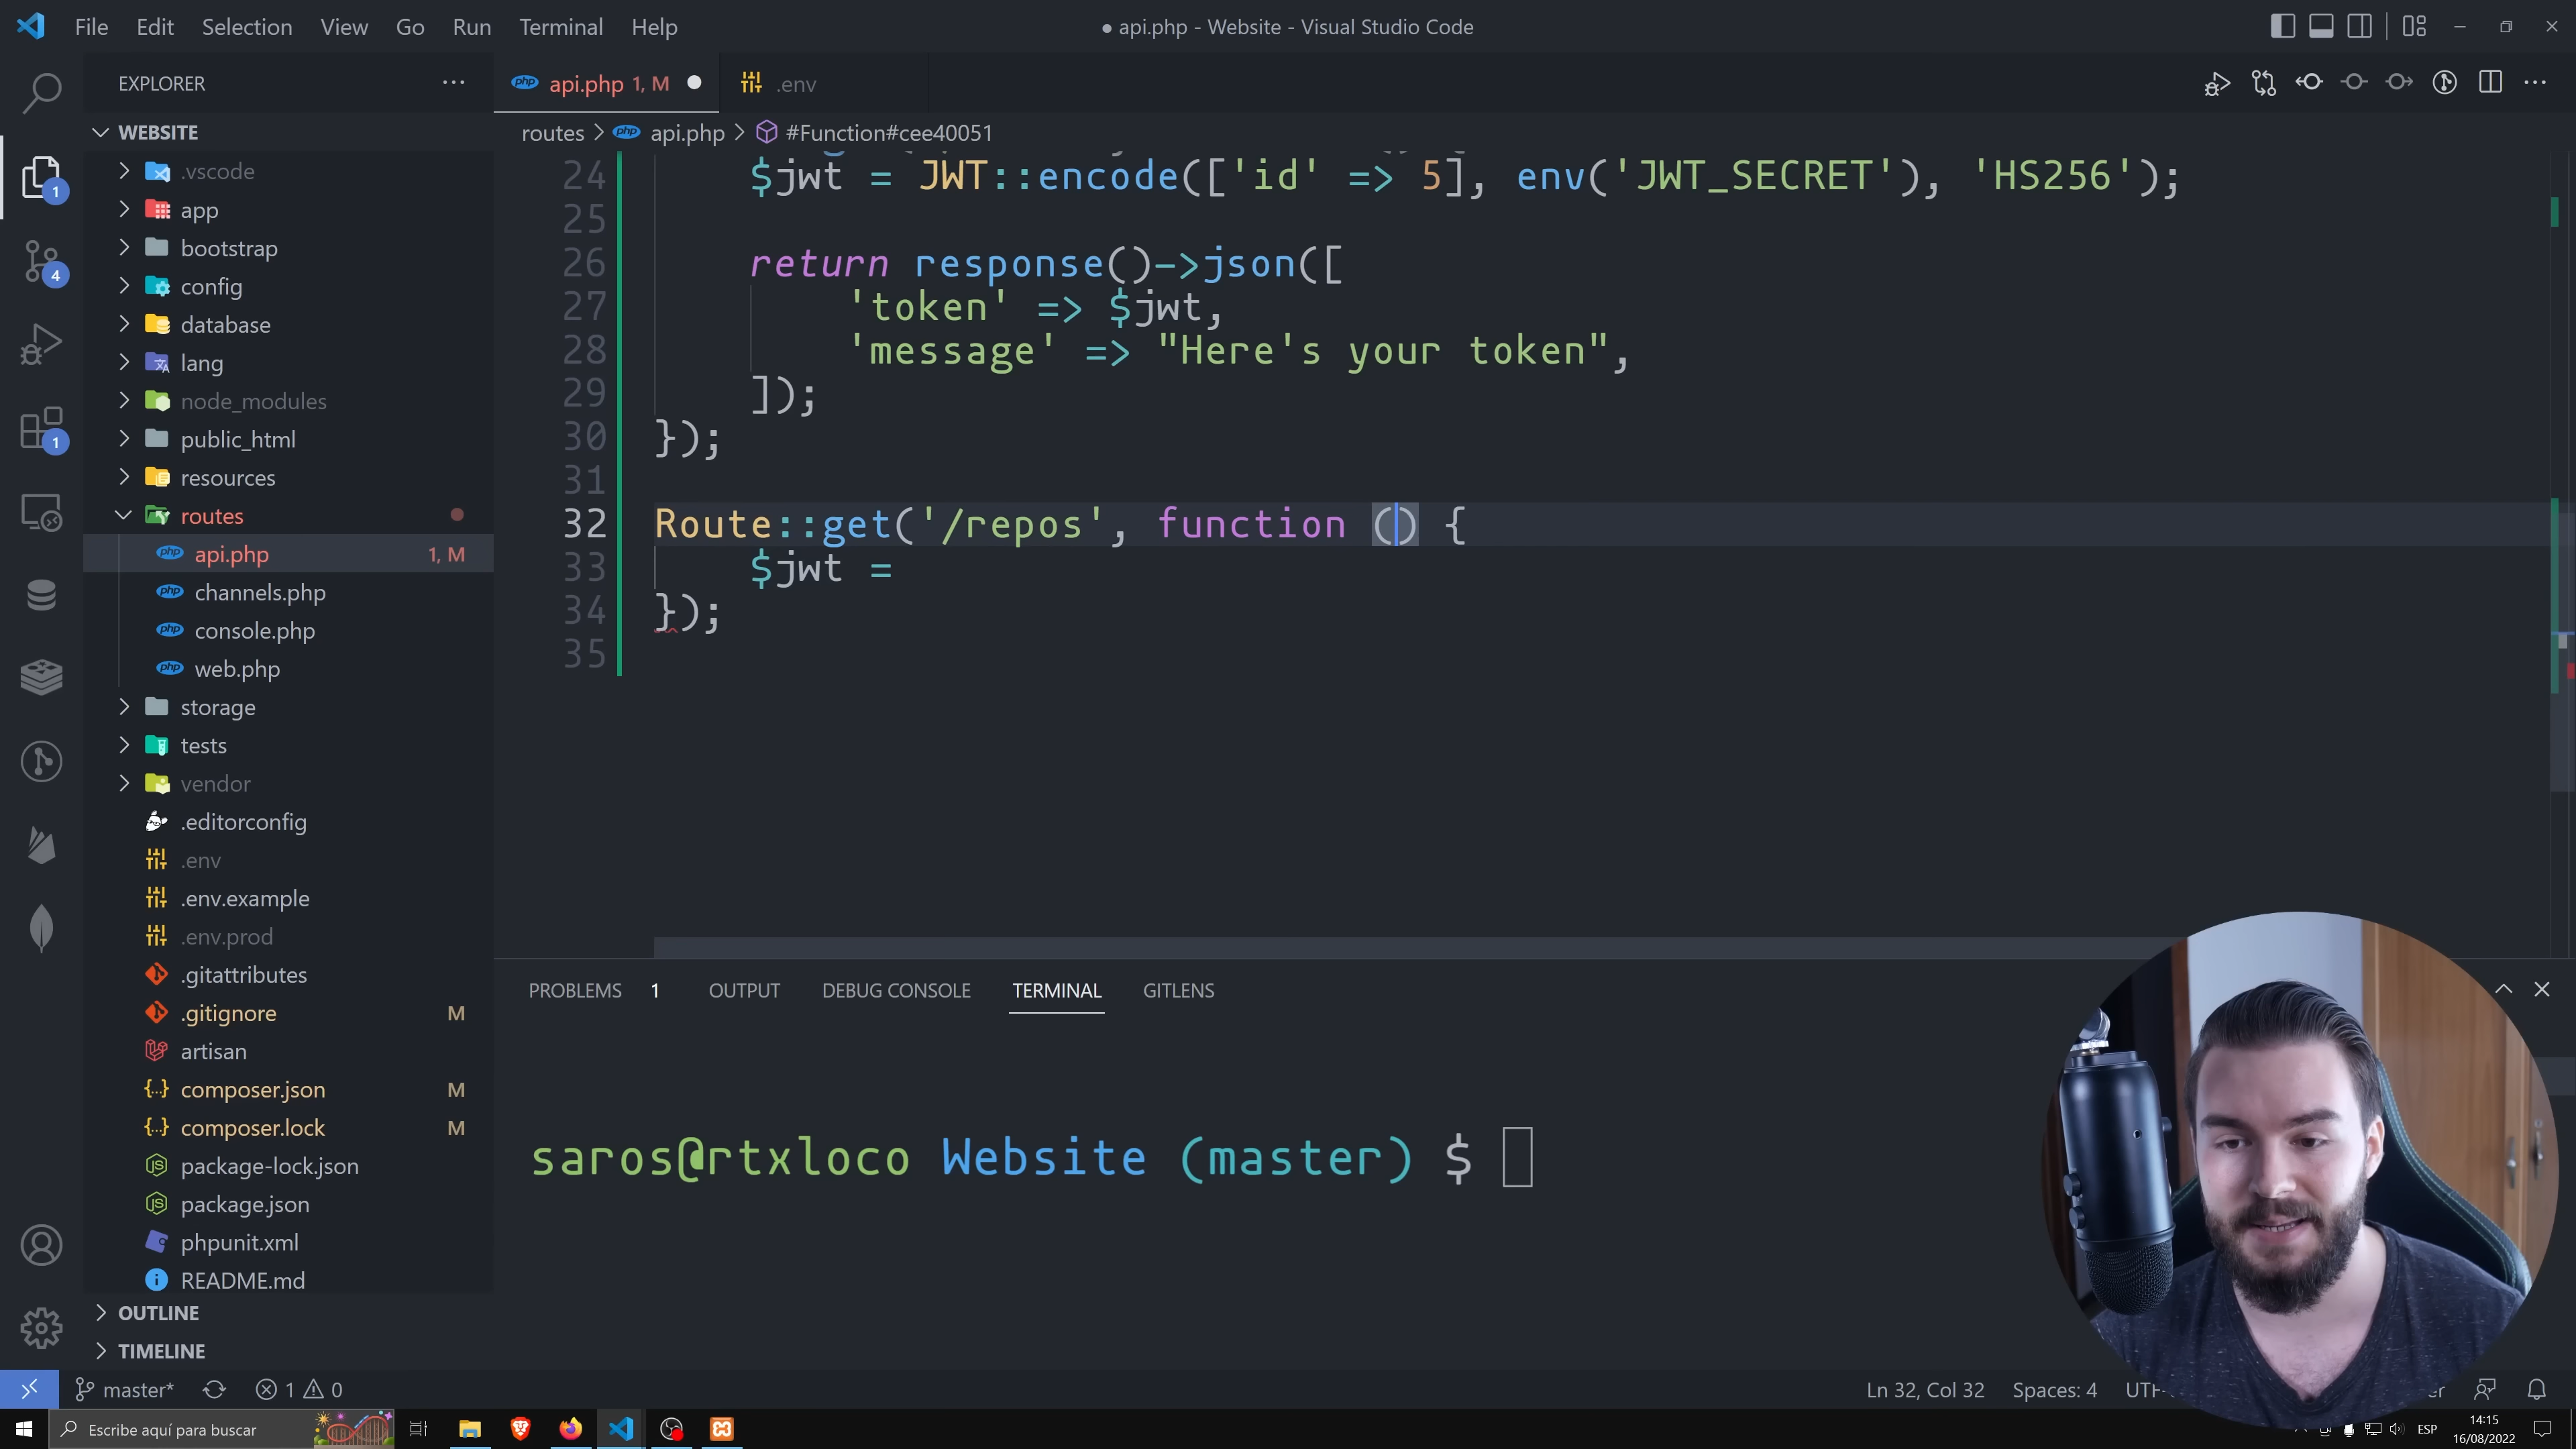 File Edit Selection View Go Run Terminal Help
● api.php - Website - Visual Studio Code
EXPLORER
WEBSITE
.vscode
app
bootstrap
config
database
lang
node_modules
public_html
resources
routes
api.php 1, M
channels.php
console.php
web.php
storage
tests
vendor
.editorconfig
.env
.env.example
.env.prod
.gitattributes
.gitignore M
artisan
composer.json M
composer.lock M
package-lock.json
package.json
phpunit.xml
README.md
OUTLINE
TIMELINE
1
4
1
php api.php 1, M
.env
routes > php api.php > #Function#cee40051
24 $jwt = JWT::encode(['id' => 5], env('JWT_SECRET'), 'HS256');
25
26 return response()->json([
27 'token' => $jwt,
28 'message' => "Here's your token",
29 ]);
30 });
31
32 Route::get('/repos', function () {
33 $jwt =
34 });
35
PROBLEMS 1 OUTPUT DEBUG CONSOLE TERMINAL GITLENS
saros@rtxloco Website (master) $
master* 1 0
Ln 32, Col 32 Spaces: 4
Escribe aquí para buscar
ESP
14:15
16/08/2022